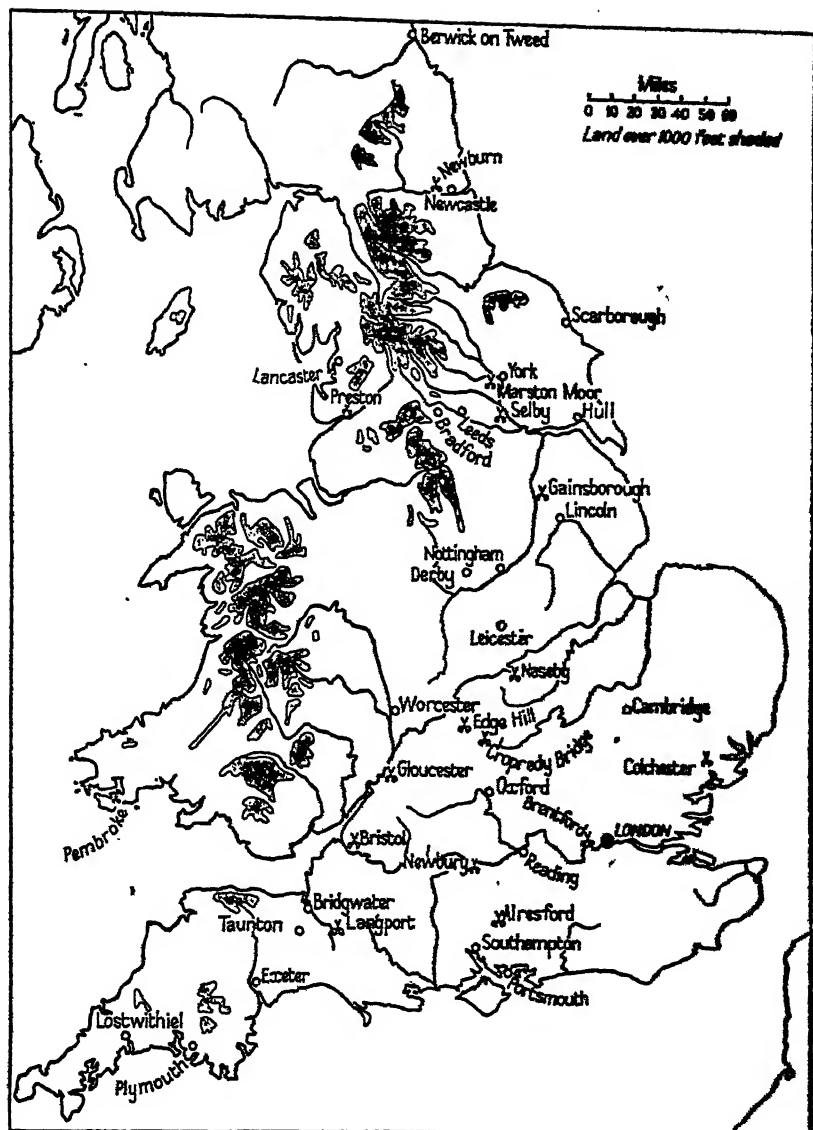 Berwick on Tweed
Miles
0 10 20 30 40 50 60
Land over 1000 feet shaded
Newburn
Newcastle
Scarborough
York
Lancaster
Marston Moor
Preston
Selby
Hull
Leeds
Bradford
Gainsborough
Lincoln
Nottingham
Derby
Leicester
Naseby
Worcester
Cambridge
Edge Hill
Cropredy Bridge
Colchester
Gloucester
Oxford
Pembroke
Brentford
LONDON
Bristol
Newbury
Reading
Bridgwater
Alresford
Taunton
Langport
Southampton
Exeter
Portsmouth
Lostwithiel
Plymouth